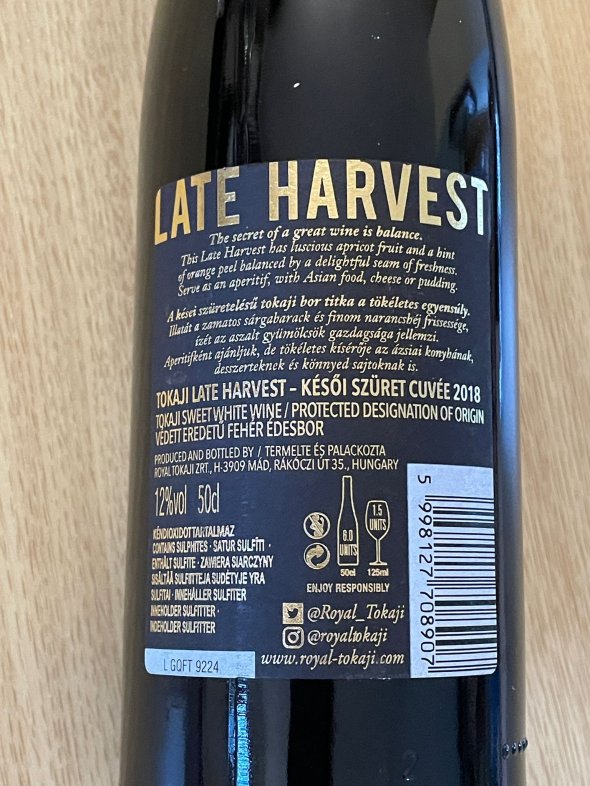 LATE HARVEST
The secret of a great wine is balance.
This Late Harvest has luscious apricot fruit and a hint
of orange peel balanced by a delightful seam of freshness.
Serve as an aperitif, with Asian food, cheese or pudding.
A kései szüretelésű tokaji bor titka a tökéletes egyensúly.
Illatát a zamatos sárgabarack és finom narancshéj frissesége,
ízét az aszalt gyümölcsök gazdagsága jellemzi.
Aperitifként ajánljuk, de tökéletes kísérője az ázsiai konyhának,
desszerteknek és könnyed sajtoknak is.
TOKAJI LATE HARVEST – KÉSŐI SZÜRET CUVÉE 2018
TOKAJI SWEET WHITE WINE / PROTECTED DESIGNATION OF ORIGIN
VÉDETT EREDETŰ FEHÉR ÉDESBOR
PRODUCED AND BOTTLED BY / TERMELTE ÉS PALACKOZTA
ROYAL TOKAJI ZRT., H-3909 MÁD, RÁKÓCZI ÚT 35., HUNGARY
12%vol 50cl
KÉNDIOXIDOT TARTALMAZ
CONTAINS SULPHITES · SATUR SULFĪTI ·
ENTHÄLT SULFITE · ZAWIERA SIARCZYNY
SISÄLTÄÄ SULFIITTEJA SUDĖTYJE YRA
SULFITAI · INNEHÅLLER SULFITER
INNEHOLDER SULFITTER ·
INDEHOLDER SULFITTER
6.0
UNITS
50cl
1.5
UNITS
125ml
ENJOY RESPONSIBLY
@Royal_Tokaji
@royaltokaji
www.royal-tokaji.com
5 998127 708907
L GQFT 9224